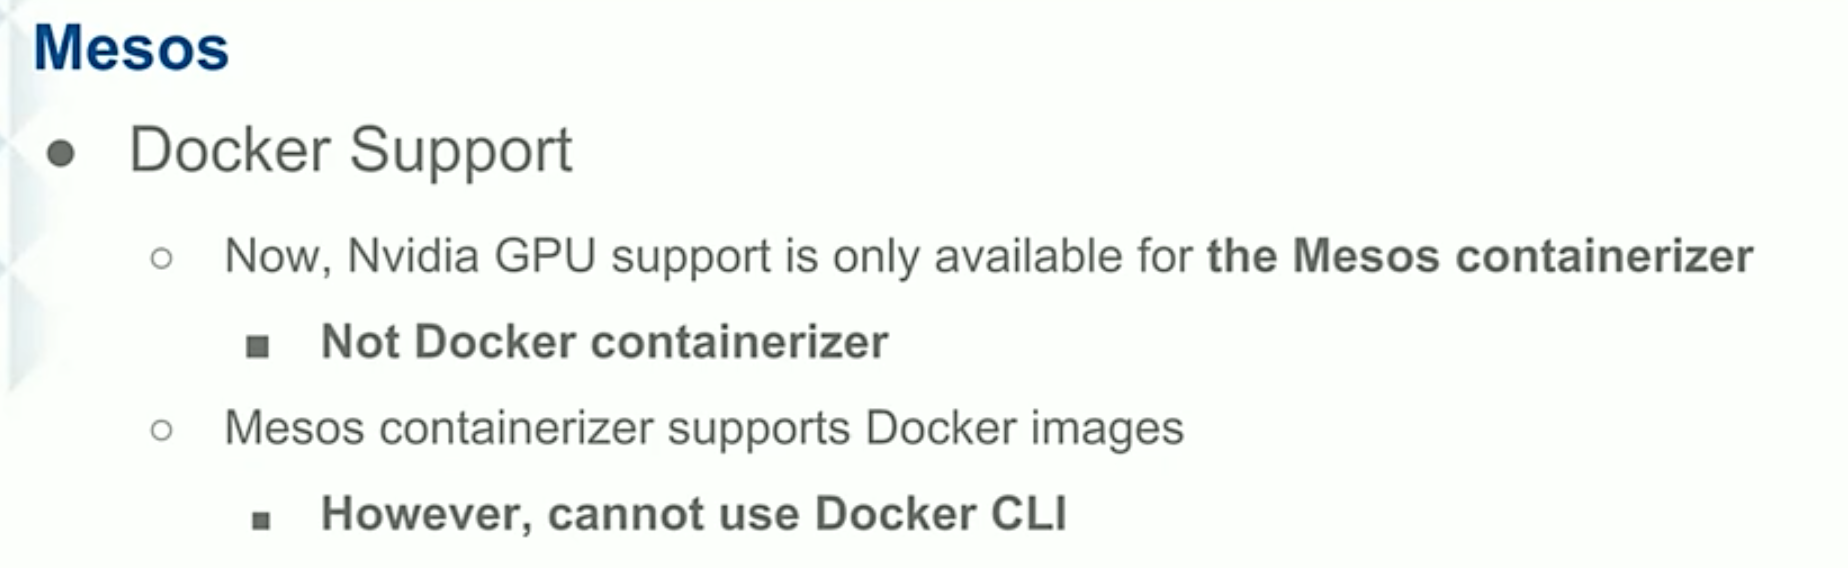 Mesos
Docker Support
Now, Nvidia GPU support is only available for the Mesos containerizer
Not Docker containerizer
Mesos containerizer supports Docker images
However, cannot use Docker CLI